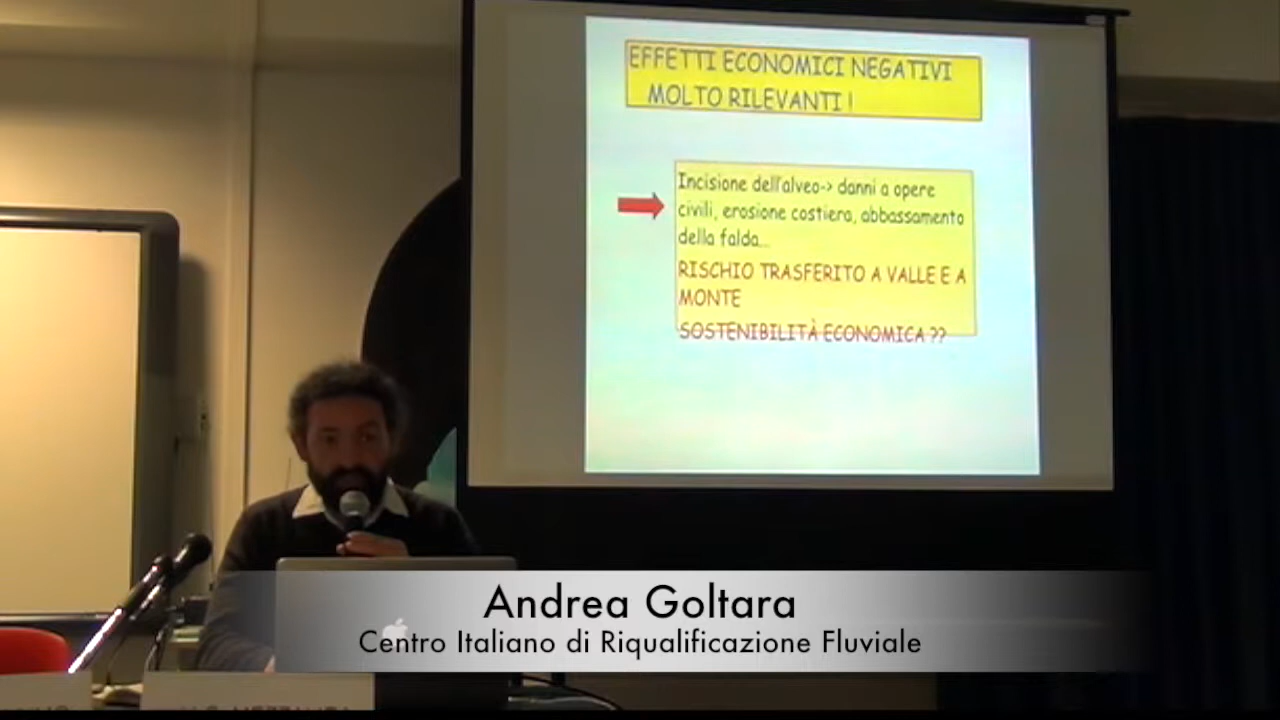 EFFETTI ECONOMICI NEGATIVI
MOLTO RILEVANTI !
Incisione dell'alveo-> danni a opere
civili, erosione costiera, abbassamento
della falda...
RISCHIO TRASFERITO A VALLE E A
MONTE
SOSTENIBILITÀ ECONOMICA ??
Andrea Goltara
Centro Italiano di Riqualificazione Fluviale